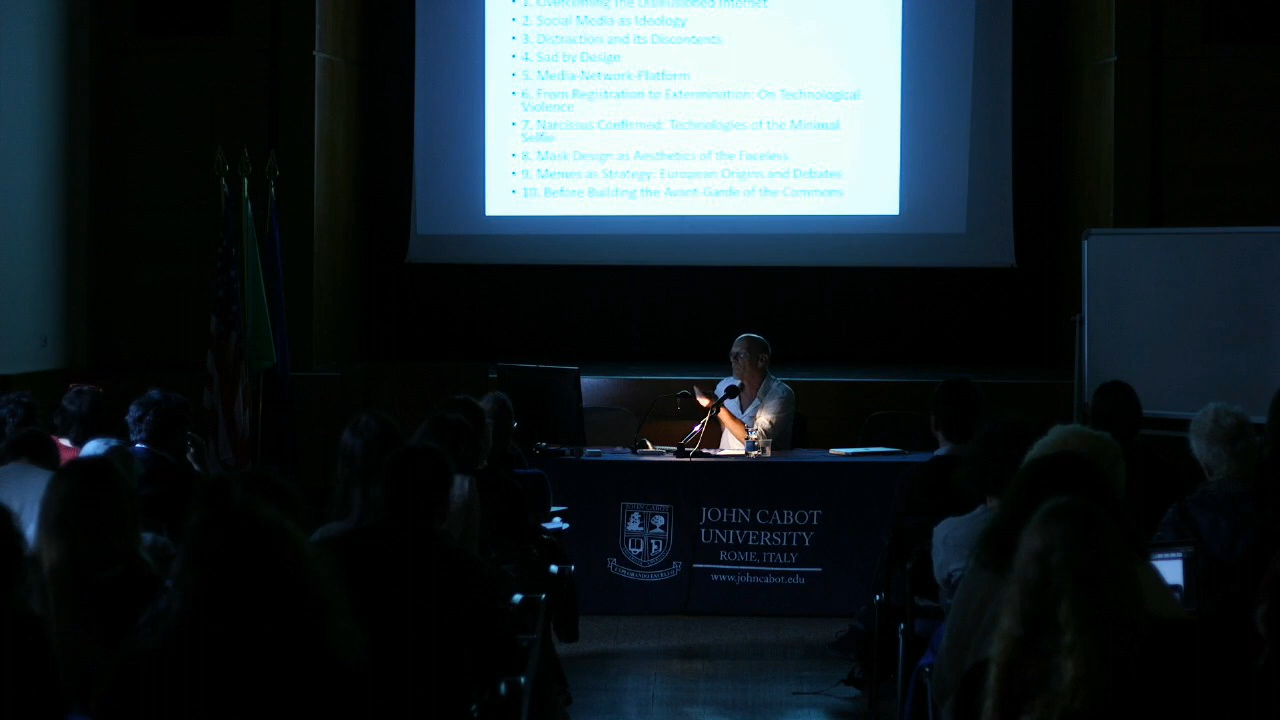 1. Overcoming the Disillusioned Internet
2. Social Media as Ideology
3. Distraction and its Discontents
4. Sad by Design
5. Media-Network-Platform
6. From Registration to Extermination: On Technological
Violence
7. Narcissus Confirmed: Technologies of the Minimal
Selfie
8. Mask Design as Aesthetics of the Faceless
9. Memes as Strategy: European Origins and Debates
10. Before Building the Avant-Garde of the Commons
JOHN CABOT
JOHN CABOT
UNIVERSITY
ROME, ITALY
www.johncabot.edu